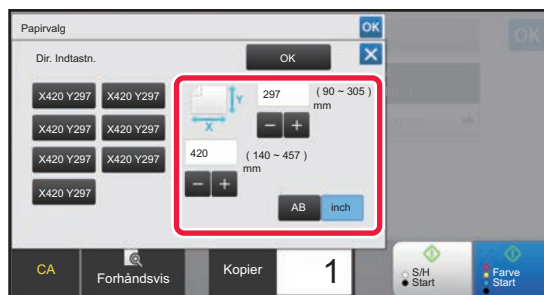 Papirvalg
OK
OK
Dir. Indtastn.
OK
X420 Y297
X420 Y297
X420 Y297
X420 Y297
X420 Y297
X420 Y297
X420 Y297
Y
X
297
( 90 ~ 305 )
mm
420
( 140 ~ 457 )
mm
AB
inch
CA
Forhåndsvis
Kopier
1
S/H
Start
Farve
Start